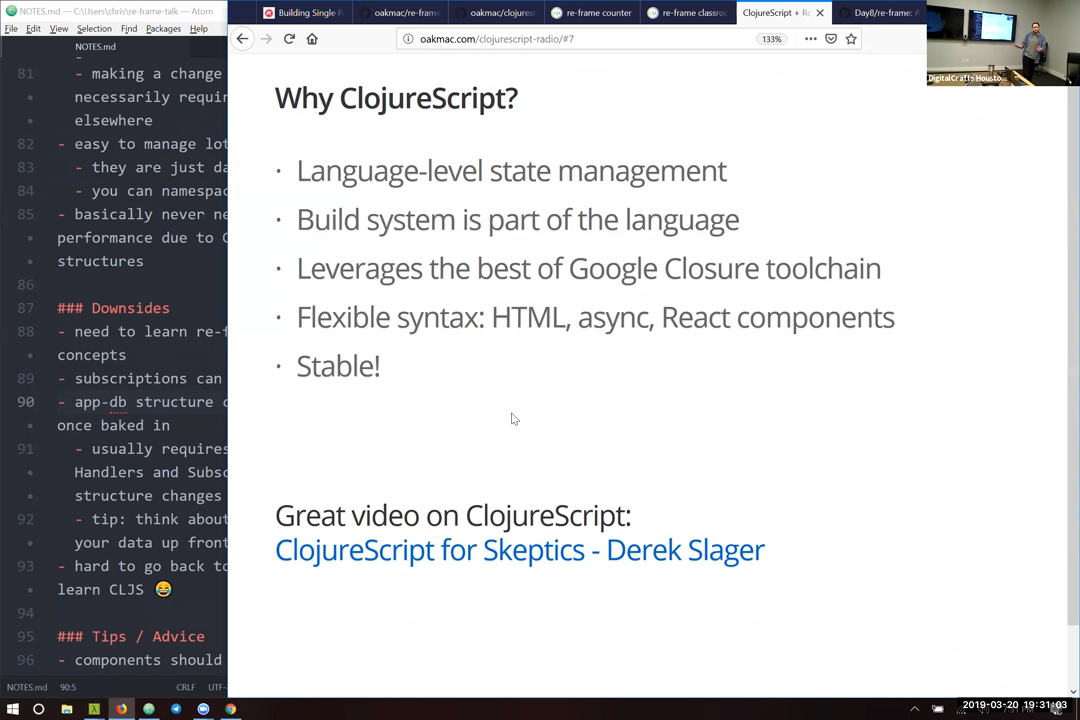 NOTES.md — C:\Users\chris\re-frame-talk — Atom
File Edit View Selection Find Packages Help
NOTES.md
81 - making a change
necessarily requir
elsewhere
82 - easy to manage lot
83 - they are just da
84 - you can namespac
85 - basically never ne
performance due to
structures
86
87 ### Downsides
88 - need to learn re-f
concepts
89 - subscriptions can
90 - app-db structure
once baked in
91 - usually requires
Handlers and Subsc
structure changes
92 - tip: think about
your data up front
93 - hard to go back to
learn CLJS 😂
94
95 ### Tips / Advice
96 - components should
NOTES.md 90:5 CRLF UTF-
Building Single P
oakmac/re-frame
oakmac/clojures
re-frame counter
re-frame classro
ClojureScript + R
Day8/re-frame: A
oakmac.com/clojurescript-radio/#7
133%
DigitalCrafts Housto...
Why ClojureScript?
· Language-level state management
· Build system is part of the language
· Leverages the best of Google Closure toolchain
· Flexible syntax: HTML, async, React components
· Stable!
Great video on ClojureScript:
ClojureScript for Skeptics - Derek Slager
2019-03-20 19:31:03